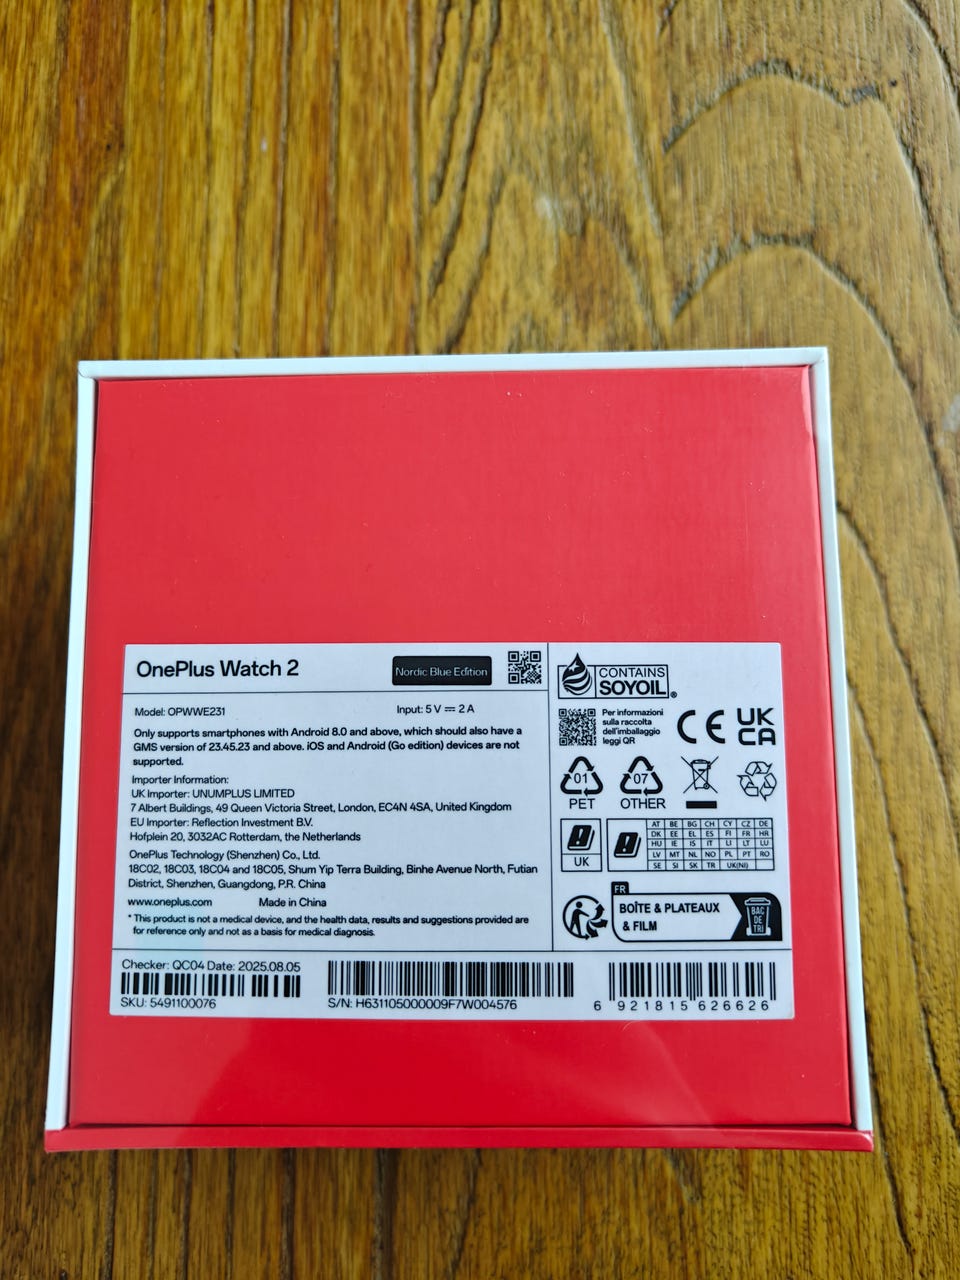 OnePlus Watch 2
Nordic Blue Edition
Model: OPWWE231
Input: 5 V ⎓ 2 A
Only supports smartphones with Android 8.0 and above, which should also have a
GMS version of 23.45.23 and above. iOS and Android (Go edition) devices are not
supported.
Importer Information:
UK Importer: UNUMPLUS LIMITED
7 Albert Buildings, 49 Queen Victoria Street, London, EC4N 4SA, United Kingdom
EU Importer: Reflection Investment B.V.
Hofplein 20, 3032AC Rotterdam, the Netherlands
OnePlus Technology (Shenzhen) Co., Ltd.
18C02, 18C03, 18C04 and 18C05, Shum Yip Terra Building, Binhe Avenue North, Futian
District, Shenzhen, Guangdong, P.R. China
www.oneplus.com
Made in China
* This product is not a medical device, and the health data, results and suggestions provided are
for reference only and not as a basis for medical diagnosis.
CONTAINS
SOYOIL®
Per informazioni
sulla raccolta
dell'imballaggio
leggi QR
CE
UK
CA
01
PET
07
OTHER
UK
AT BE BG CH CY CZ DE
DK EE EL ES FI FR HR
HU IE IS IT LI LT LU
LV MT NL NO PL PT RO
SE SI SK TR UK(NI)
FR
BOÎTE & PLATEAUX
& FILM
BAC
DE
TRI
Checker: QC04 Date: 2025.08.05
SKU: 5491100076
S/N: H631105000009F7W004576
6 921815 626626